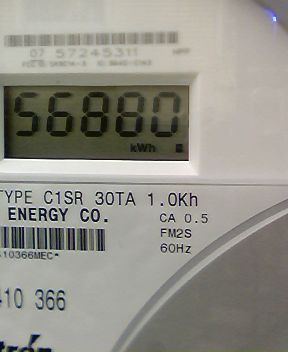 07 57245311
56880
kWh
TYPE C1SR 30TA 1.0Kh
ENERGY CO.
CA 0.5
FM2S
60Hz
410 366